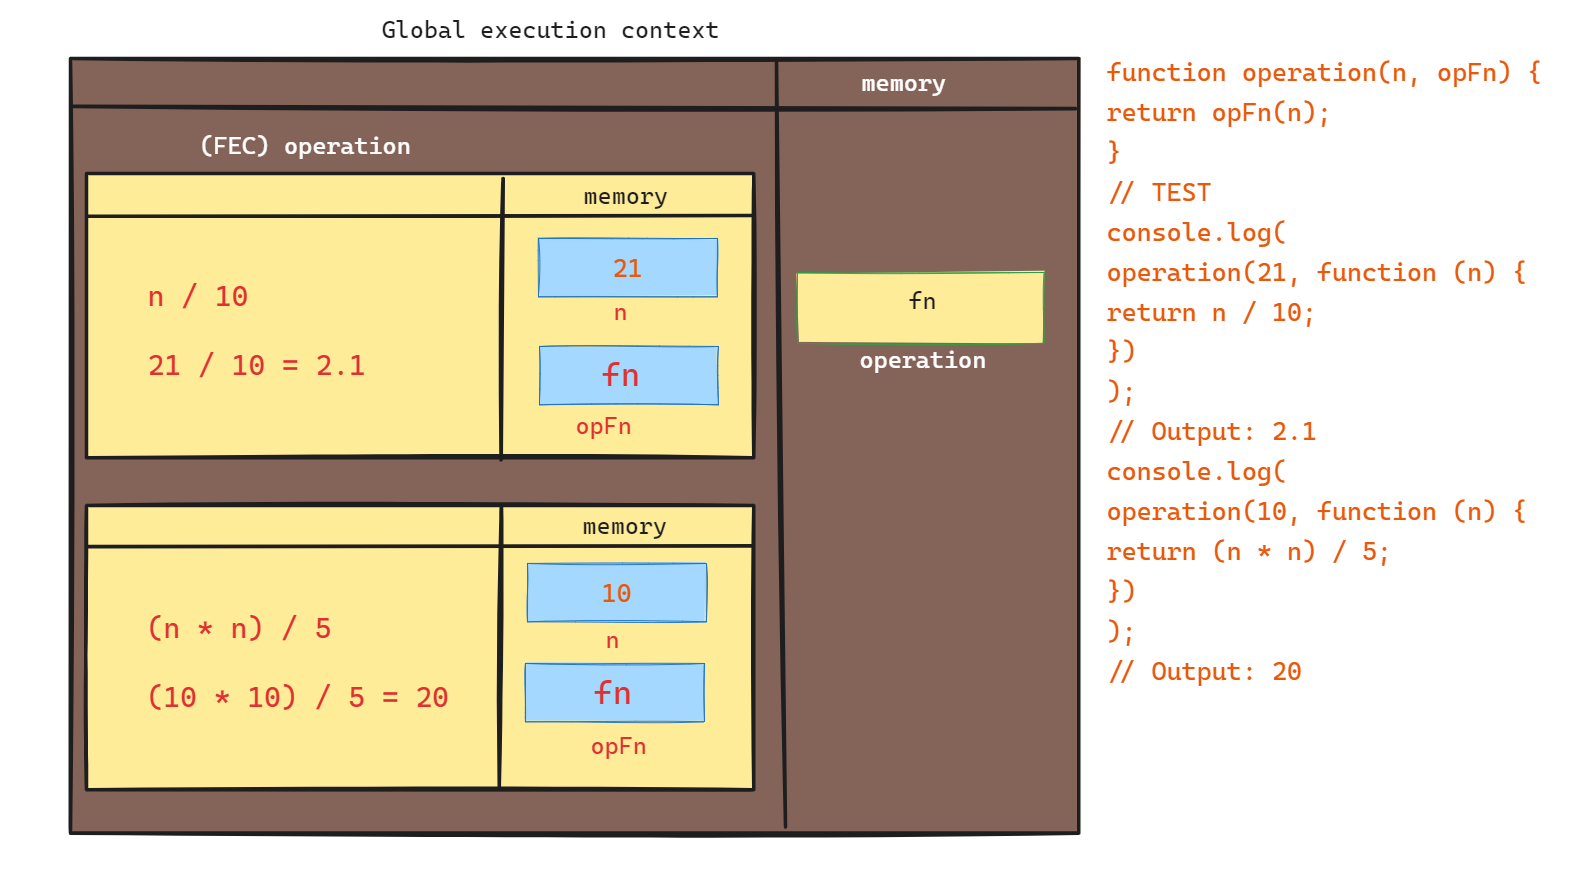 Global execution context
memory
(FEC) operation
memory
n / 10
21 / 10 = 2.1
21
n
fn
opFn
memory
(n * n) / 5
(10 * 10) / 5 = 20
10
n
fn
opFn
fn
operation
function operation(n, opFn) {
return opFn(n);
}
// TEST
console.log(
operation(21, function (n) {
return n / 10;
})
);
// Output: 2.1
console.log(
operation(10, function (n) {
return (n * n) / 5;
})
);
// Output: 20